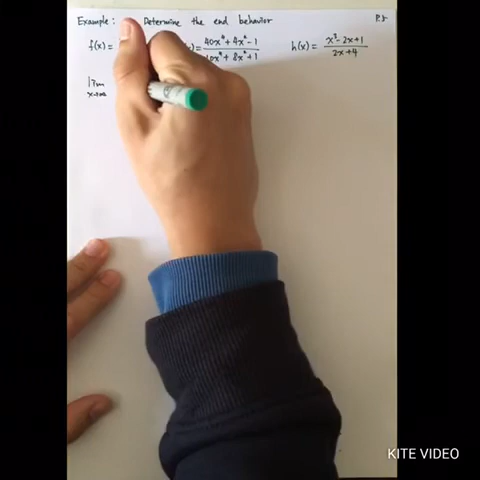 Example: Determine the end behavior P.2
f(x) = = 40x⁴+4x²-1 / 10x⁴+8x²+1 h(x) = x³-2x+1 / 2x+4
lim
x→+∞
KITE VIDEO